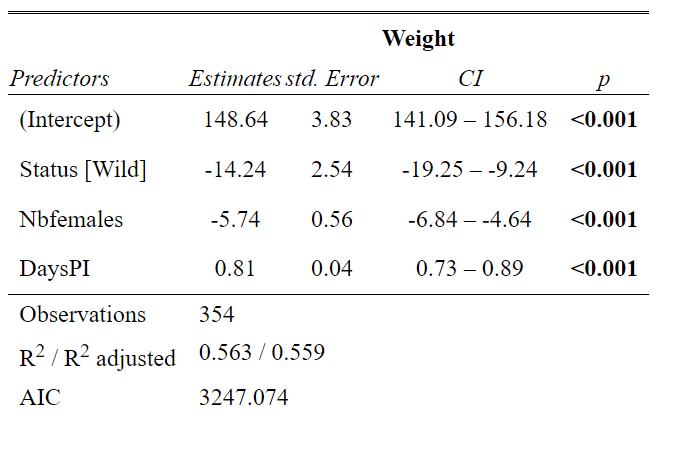 Weight
Predictors Estimates std. Error CI p
(Intercept) 148.64 3.83 141.09 – 156.18 <0.001
Status [Wild] -14.24 2.54 -19.25 – -9.24 <0.001
Nbfemales -5.74 0.56 -6.84 – -4.64 <0.001
DaysPI 0.81 0.04 0.73 – 0.89 <0.001
Observations 354
R² / R² adjusted 0.563 / 0.559
AIC 3247.074